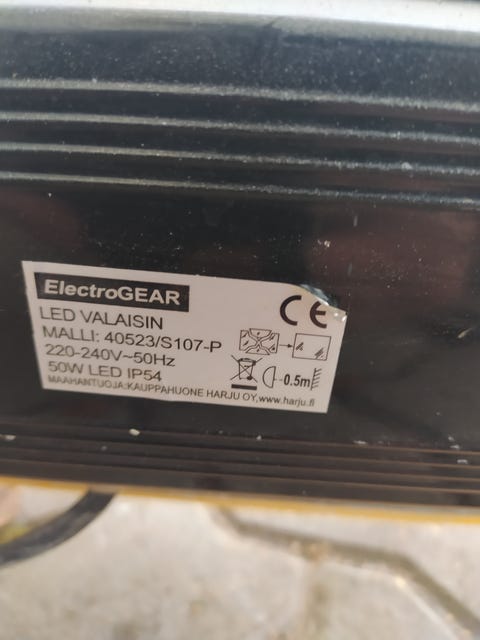 ElectroGEAR
CE
LED VALAISIN
MALLI: 40523/S107-P
220-240V~50Hz
50W LED IP54
0.5m
MAAHANTUOJA:KAUPPAHUONE HARJU OY,www.harju.fi